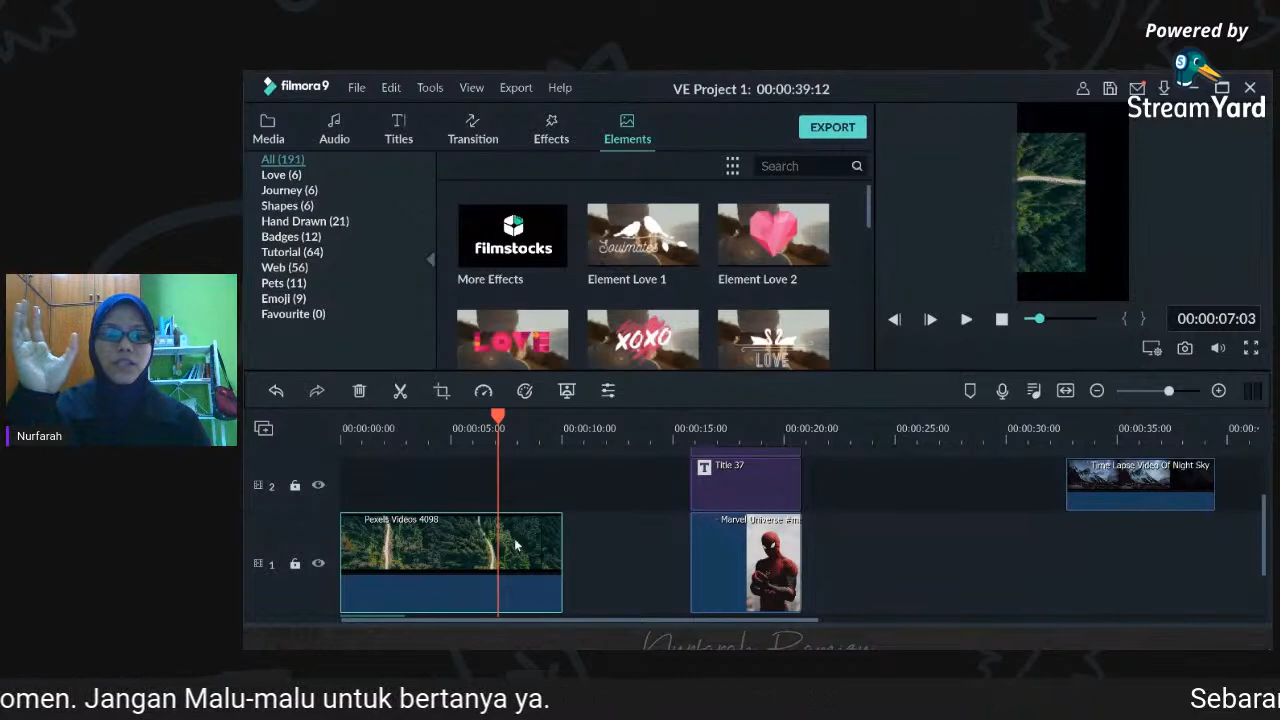 Powered by
StreamYard
filmora9
File Edit Tools View Export Help
VE Project 1: 00:00:39:12
Media Audio Titles Transition Effects Elements
EXPORT
All (191)
Love (6)
Journey (6)
Shapes (6)
Hand Drawn (21)
Badges (12)
Tutorial (64)
Web (56)
Pets (11)
Emoji (9)
Favourite (0)
Search
filmstocks
Soulmates
More Effects Element Love 1 Element Love 2
LOVE
XOXO
LOVE
00:00:07:03
Nurfarah
00:00:00:00 00:00:05:00 00:00:10:00 00:00:15:00 00:00:20:00 00:00:25:00 00:00:30:00 00:00:35:00 00:00:
2
T Title 37
Time Lapse Video Of Night Sky
1
Pexels Videos 4098
- Marvel Universe #m
omen. Jangan Malu-malu untuk bertanya ya.
Sebaran